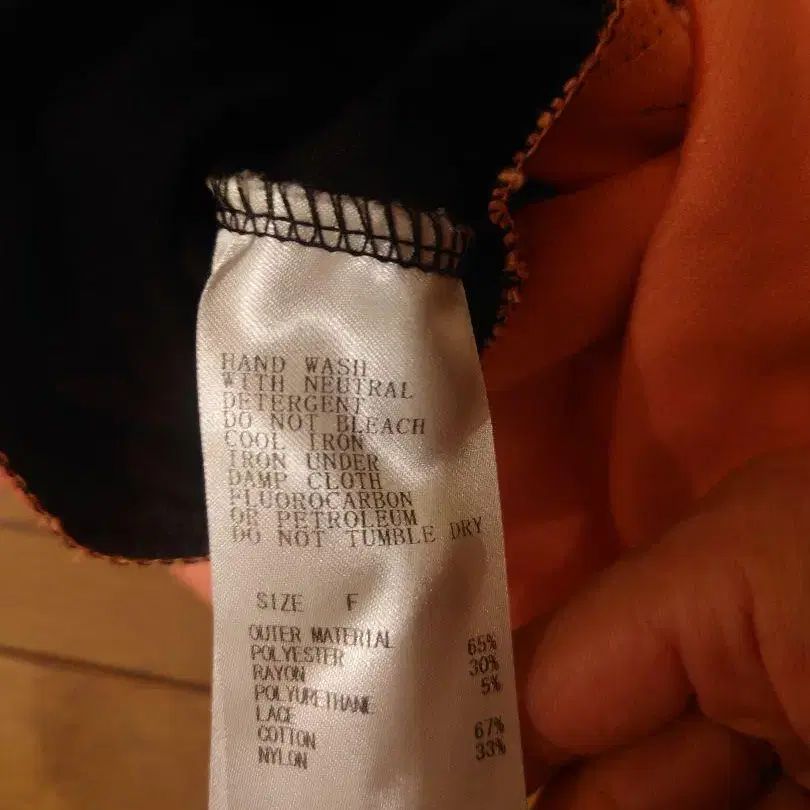 HAND WASH
WITH NEUTRAL
DETERGENT
DO NOT BLEACH
COOL IRON
IRON UNDER
DAMP CLOTH
FLUOROCARBON
OR PETROLEUM
DO NOT TUMBLE DRY
SIZE F
OUTER MATERIAL
POLYESTER 65%
RAYON 30%
POLYURETHANE 5%
LACE
COTTON 67%
NYLON 33%